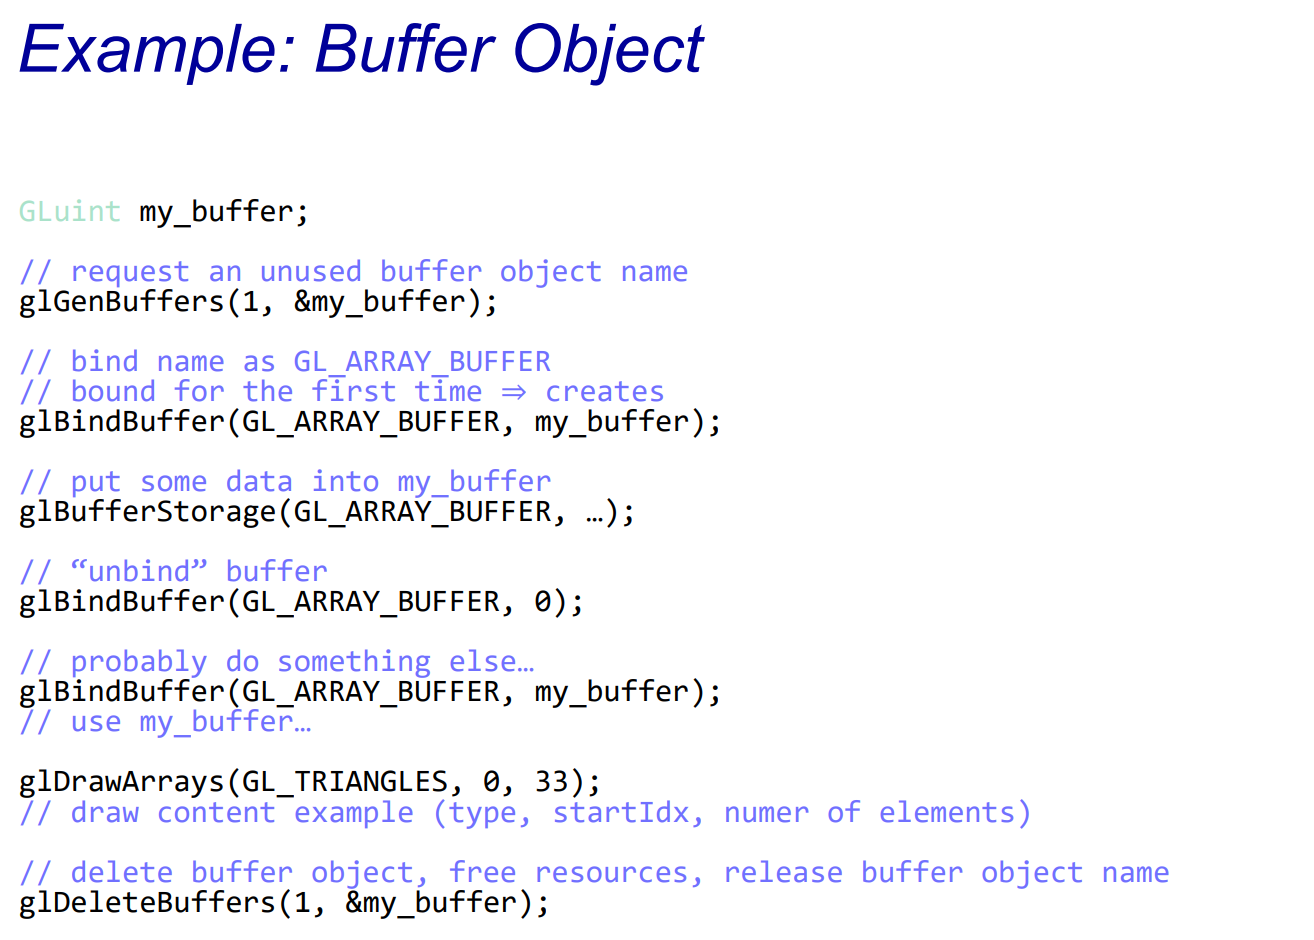 Example: Buffer Object
GLuint my_buffer;
// request an unused buffer object name
glGenBuffers(1, &my_buffer);
// bind name as GL_ARRAY_BUFFER
// bound for the first time ⇒ creates
glBindBuffer(GL_ARRAY_BUFFER, my_buffer);
// put some data into my_buffer
glBufferStorage(GL_ARRAY_BUFFER, …);
// “unbind” buffer
glBindBuffer(GL_ARRAY_BUFFER, 0);
// probably do something else…
glBindBuffer(GL_ARRAY_BUFFER, my_buffer);
// use my_buffer…
glDrawArrays(GL_TRIANGLES, 0, 33);
// draw content example (type, startIdx, numer of elements)
// delete buffer object, free resources, release buffer object name
glDeleteBuffers(1, &my_buffer);